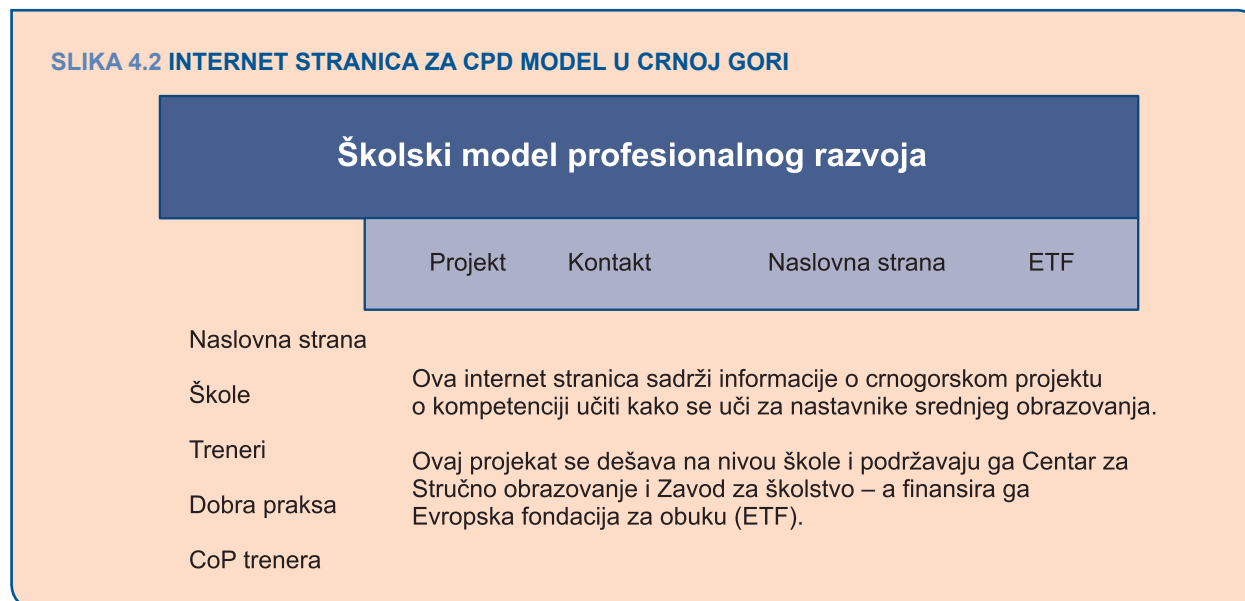 SLIKA 4.2 INTERNET STRANICA ZA CPD MODEL U CRNOJ GORI
Školski model profesionalnog razvoja
Projekt Kontakt Naslovna strana ETF
Naslovna strana
Škole
Treneri
Dobra praksa
CoP trenera
Ova internet stranica sadrži informacije o crnogorskom projektu
o kompetenciji učiti kako se uči za nastavnike srednjeg obrazovanja.
Ovaj projekat se dešava na nivou škole i podržavaju ga Centar za
Stručno obrazovanje i Zavod za školstvo – a finansira ga
Evropska fondacija za obuku (ETF).